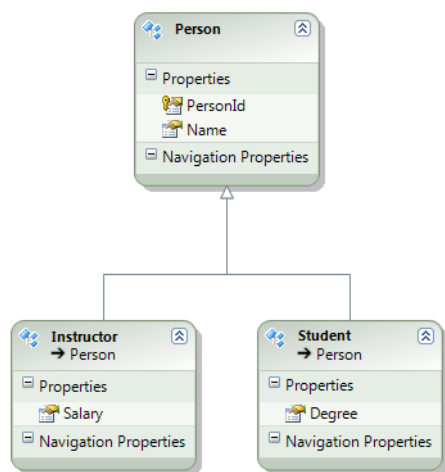 Person
Properties
PersonId
Name
Navigation Properties
Instructor
→ Person
Properties
Salary
Navigation Properties
Student
→ Person
Properties
Degree
Navigation Properties